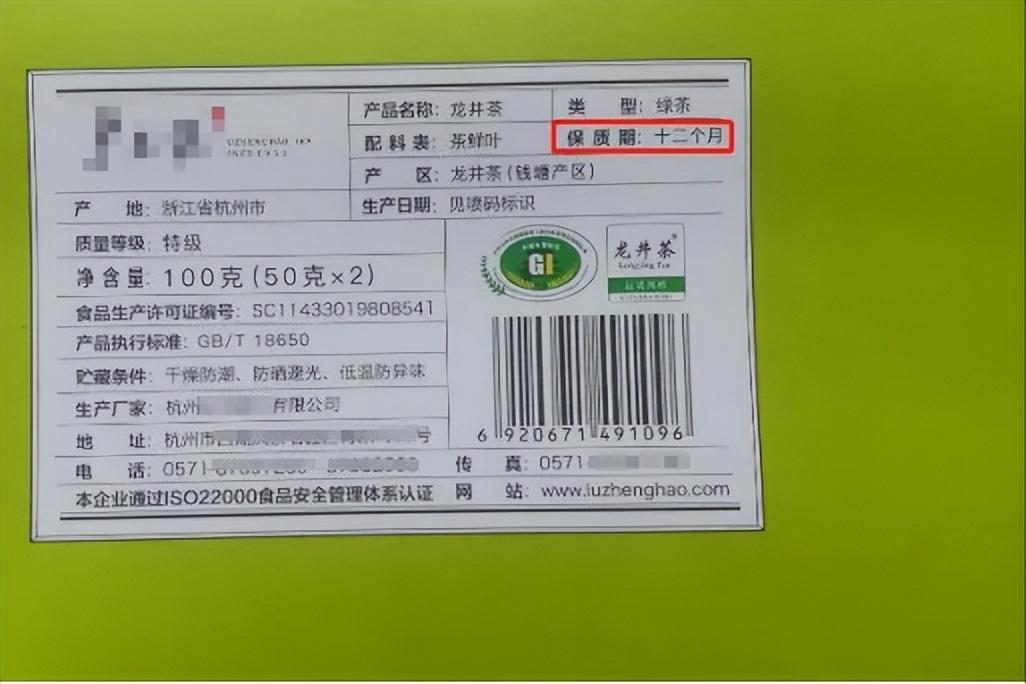 产品名称：龙井茶
类 型：绿茶
配料表：茶鲜叶
保质期：十二个月
产 区：龙井茶(钱塘产区)
产 地：浙江省杭州市
生产日期：见喷码标识
质量等级：特级
净含量：100克(50克×2)
食品生产许可证编号：SC11433019808541
产品执行标准：GB/T 18650
贮藏条件：干燥防潮、防晒避光、低温防异味
生产厂家：杭州 有限公司
地 址：杭州市 号
电 话：0571
传 真：0571-
本企业通过ISO22000食品安全管理体系认证
网 站：www.luzhenghao.com
GI
龙井茶
Longjing Tea
6 920671 491096